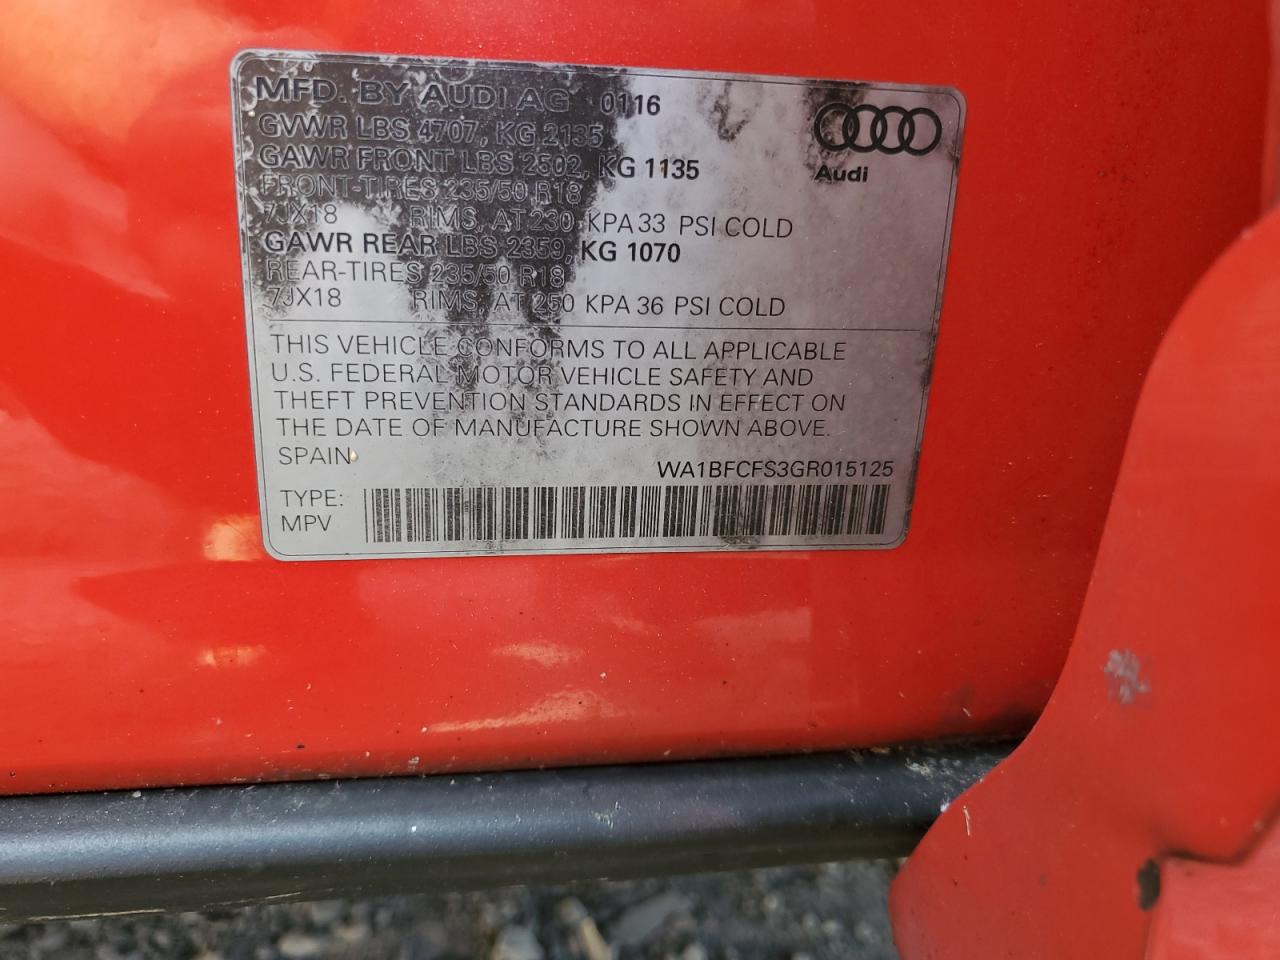 MFD. BY AUDI AG 0116
GVWR LBS 4707, KG 2135
GAWR FRONT LBS 2502, KG 1135
FRONT-TIRES 235/50 R18
7JX18 RIMS, AT 230 KPA 33 PSI COLD
GAWR REAR LBS 2359, KG 1070
REAR-TIRES 235/50 R18
7JX18 RIMS, AT 250 KPA 36 PSI COLD
Audi
THIS VEHICLE CONFORMS TO ALL APPLICABLE
U.S. FEDERAL MOTOR VEHICLE SAFETY AND
THEFT PREVENTION STANDARDS IN EFFECT ON
THE DATE OF MANUFACTURE SHOWN ABOVE.
SPAIN
WA1BFCFS3GR015125
TYPE:
MPV